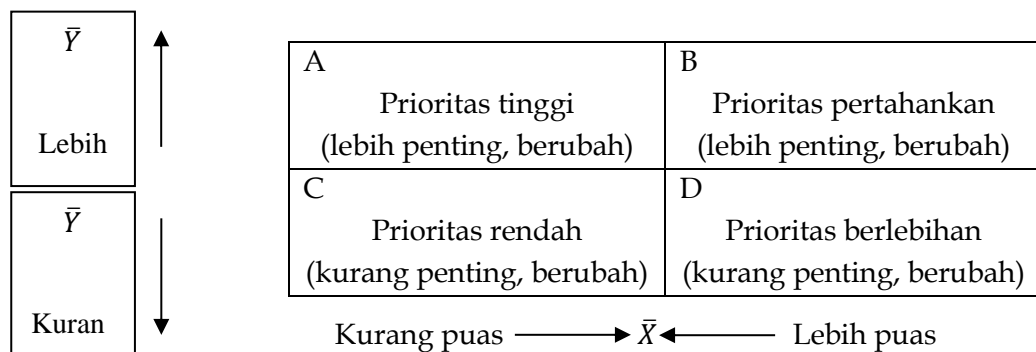 Ȳ
Lebih
Ȳ
Kuran
A
Prioritas tinggi
(lebih penting, berubah)
B
Prioritas pertahankan
(lebih penting, berubah)
C
Prioritas rendah
(kurang penting, berubah)
D
Prioritas berlebihan
(kurang penting, berubah)
Kurang puas X̄ Lebih puas